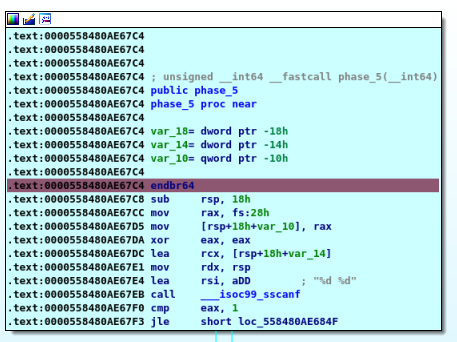 .text:0000558480AE67C4
.text:0000558480AE67C4
.text:0000558480AE67C4
.text:0000558480AE67C4 ; unsigned __int64 __fastcall phase_5(__int64)
.text:0000558480AE67C4 public phase_5
.text:0000558480AE67C4 phase_5 proc near
.text:0000558480AE67C4
.text:0000558480AE67C4 var_18= dword ptr -18h
.text:0000558480AE67C4 var_14= dword ptr -14h
.text:0000558480AE67C4 var_10= qword ptr -10h
.text:0000558480AE67C4
.text:0000558480AE67C4 endbr64
.text:0000558480AE67C8 sub rsp, 18h
.text:0000558480AE67CC mov rax, fs:28h
.text:0000558480AE67D5 mov [rsp+18h+var_10], rax
.text:0000558480AE67DA xor eax, eax
.text:0000558480AE67DC lea rcx, [rsp+18h+var_14]
.text:0000558480AE67E1 mov rdx, rsp
.text:0000558480AE67E4 lea rsi, aDD ; "%d %d"
.text:0000558480AE67EB call ___isoc99_sscanf
.text:0000558480AE67F0 cmp eax, 1
.text:0000558480AE67F3 jle short loc_558480AE684F